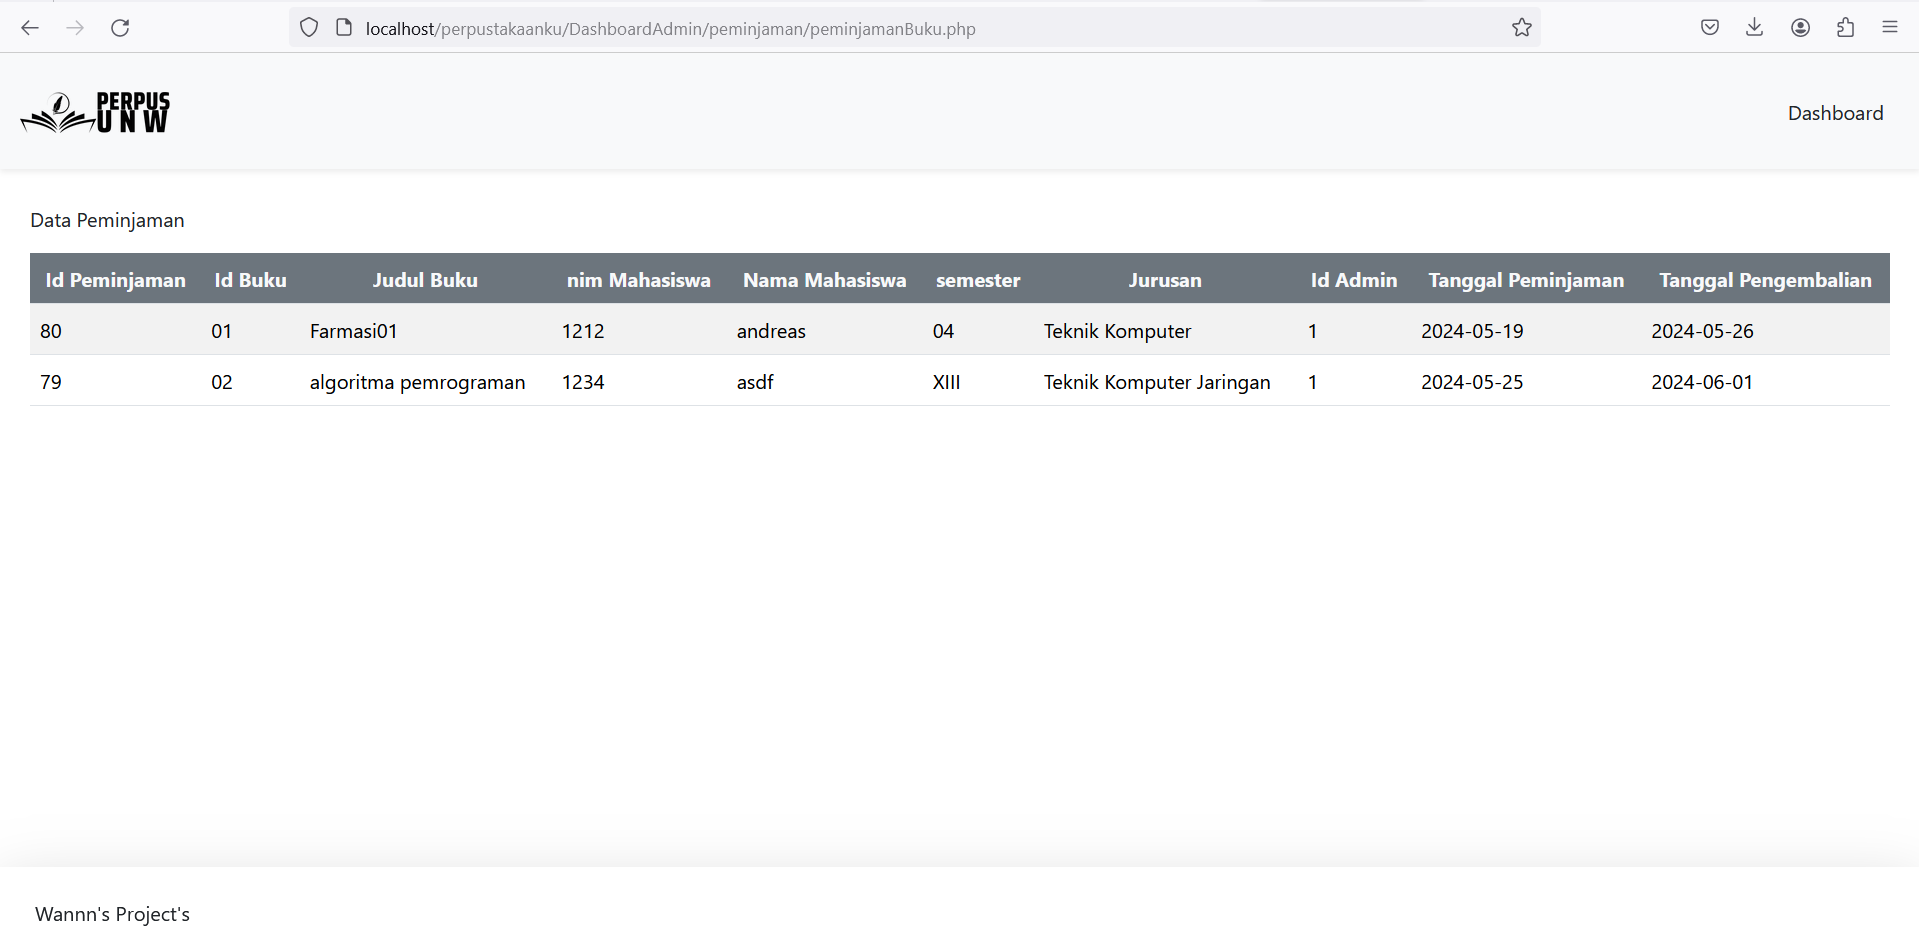 localhost/perpustakaanku/DashboardAdmin/peminjaman/peminjamanBuku.php
PERPUS
UNW
Dashboard
Data Peminjaman
Id Peminjaman Id Buku Judul Buku nim Mahasiswa Nama Mahasiswa semester Jurusan Id Admin Tanggal Peminjaman Tanggal Pengembalian
80 01 Farmasi01 1212 andreas 04 Teknik Komputer 1 2024-05-19 2024-05-26
79 02 algoritma pemrograman 1234 asdf XIII Teknik Komputer Jaringan 1 2024-05-25 2024-06-01
Wannn's Project's